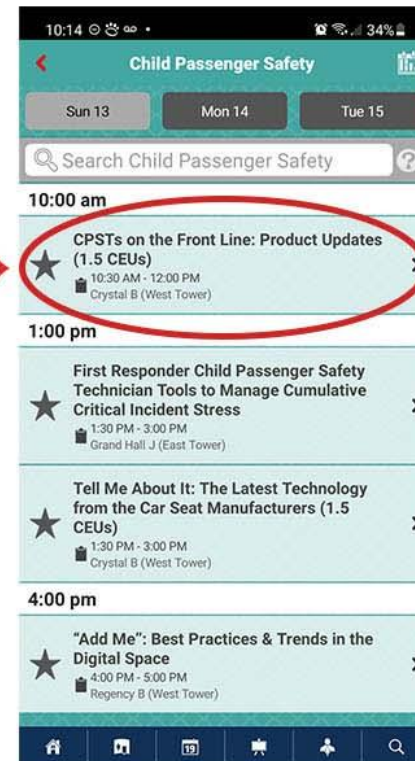 10:14
34%
Child Passenger Safety
Sun 13
Mon 14
Tue 15
Search Child Passenger Safety
?
10:00 am
CPSTs on the Front Line: Product Updates
(1.5 CEUs)
10:30 AM - 12:00 PM
Crystal B (West Tower)
1:00 pm
First Responder Child Passenger Safety
Technician Tools to Manage Cumulative
Critical Incident Stress
1:30 PM - 3:00 PM
Grand Hall J (East Tower)
Tell Me About It: The Latest Technology
from the Car Seat Manufacturers (1.5
CEUs)
1:30 PM - 3:00 PM
Crystal B (West Tower)
4:00 pm
"Add Me": Best Practices & Trends in the
Digital Space
4:00 PM - 5:00 PM
Regency B (West Tower)
19